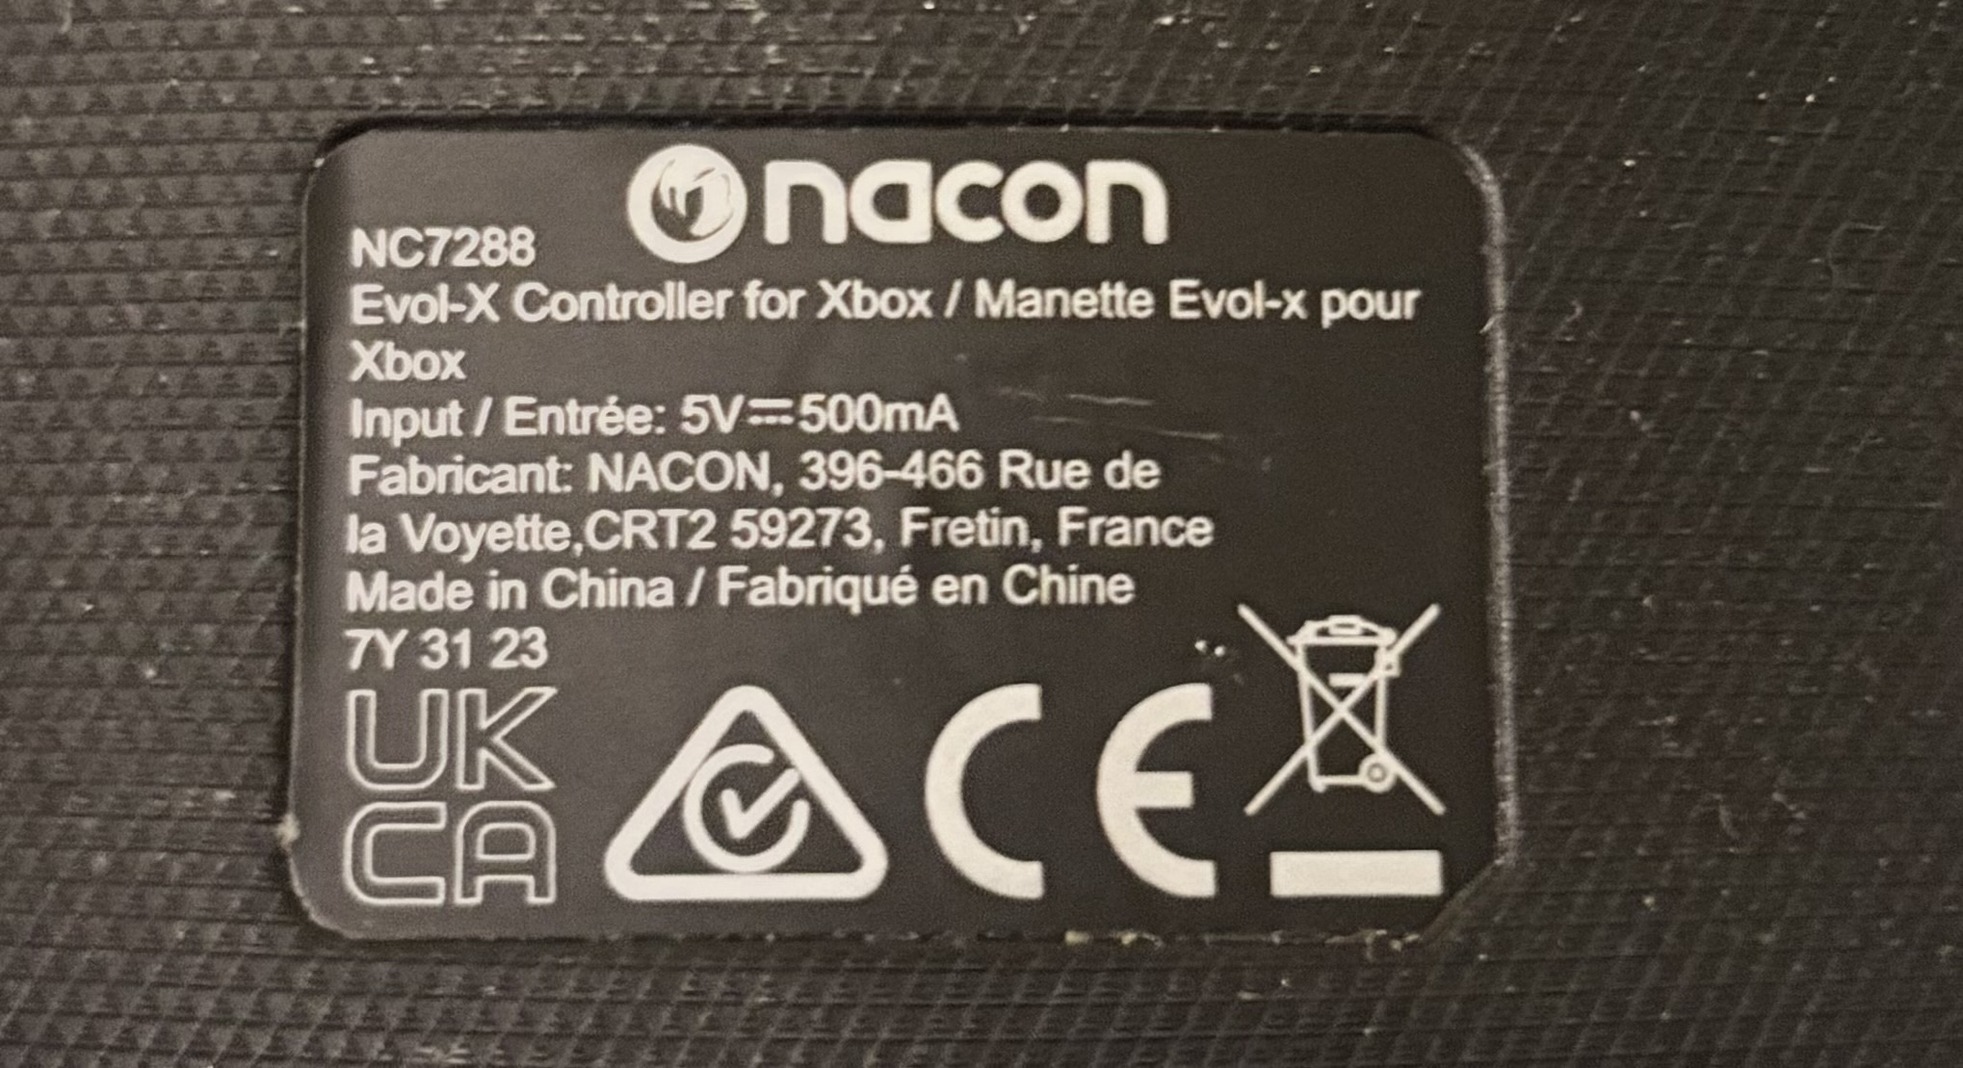 nacon
NC7288
Evol-X Controller for Xbox / Manette Evol-x pour
Xbox
Input / Entrée: 5V⎓500mA
Fabricant: NACON, 396-466 Rue de
la Voyette,CRT2 59273, Fretin, France
Made in China / Fabriqué en Chine
7Y 31 23
UK
CA
CE